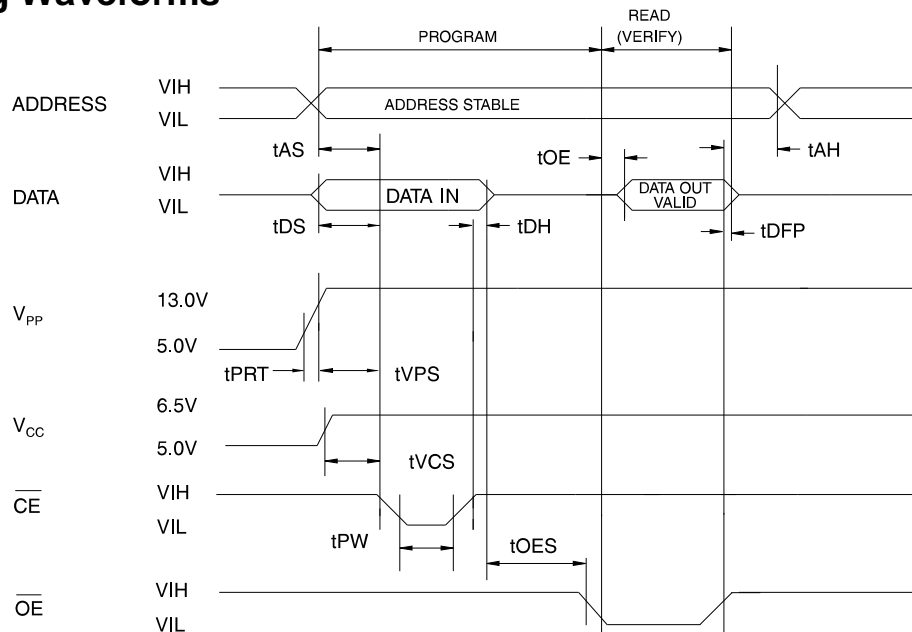 g Waveforms
READ
PROGRAM (VERIFY)
ADDRESS VIH VIL ADDRESS STABLE
tAS tOE tAH
DATA VIH VIL DATA IN DATA OUT VALID
tDS tDH tDFP
VPP 13.0V
5.0V
tPRT tVPS
VCC 6.5V
5.0V
tVCS
CE VIH
VIL
tPW tOES
OE VIH
VIL